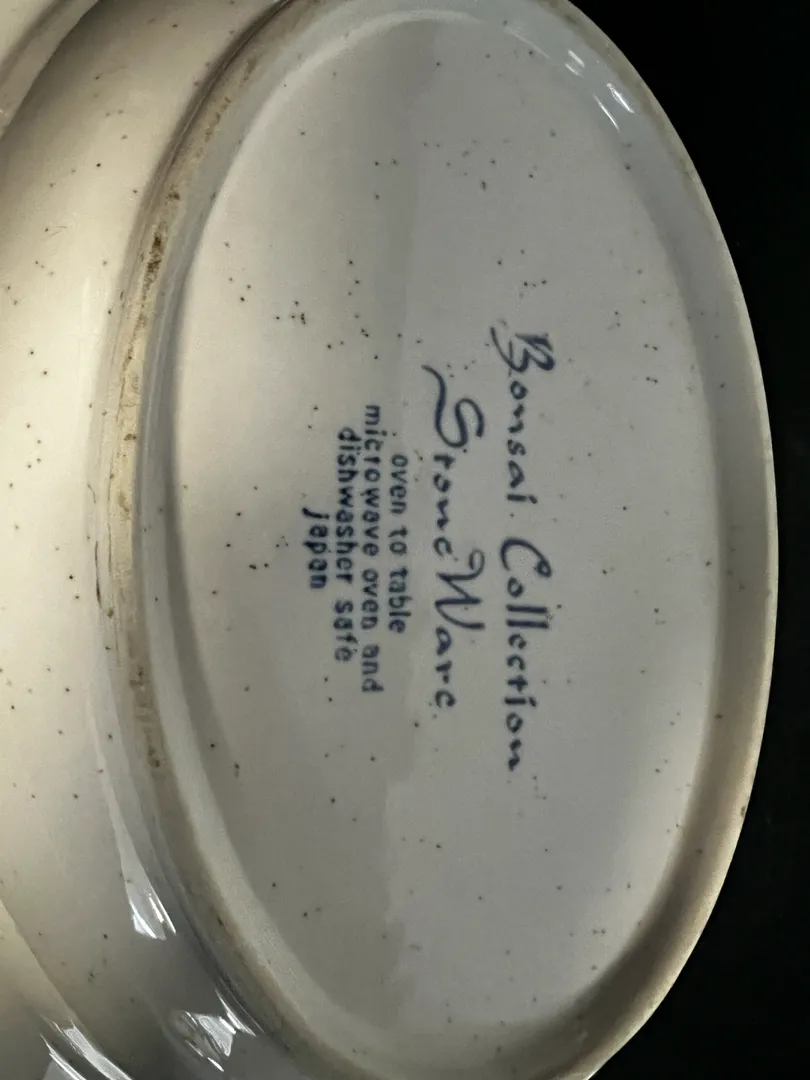 Bonsai Collection
StoneWare
oven to table
microwave oven and
dishwasher safe
japan